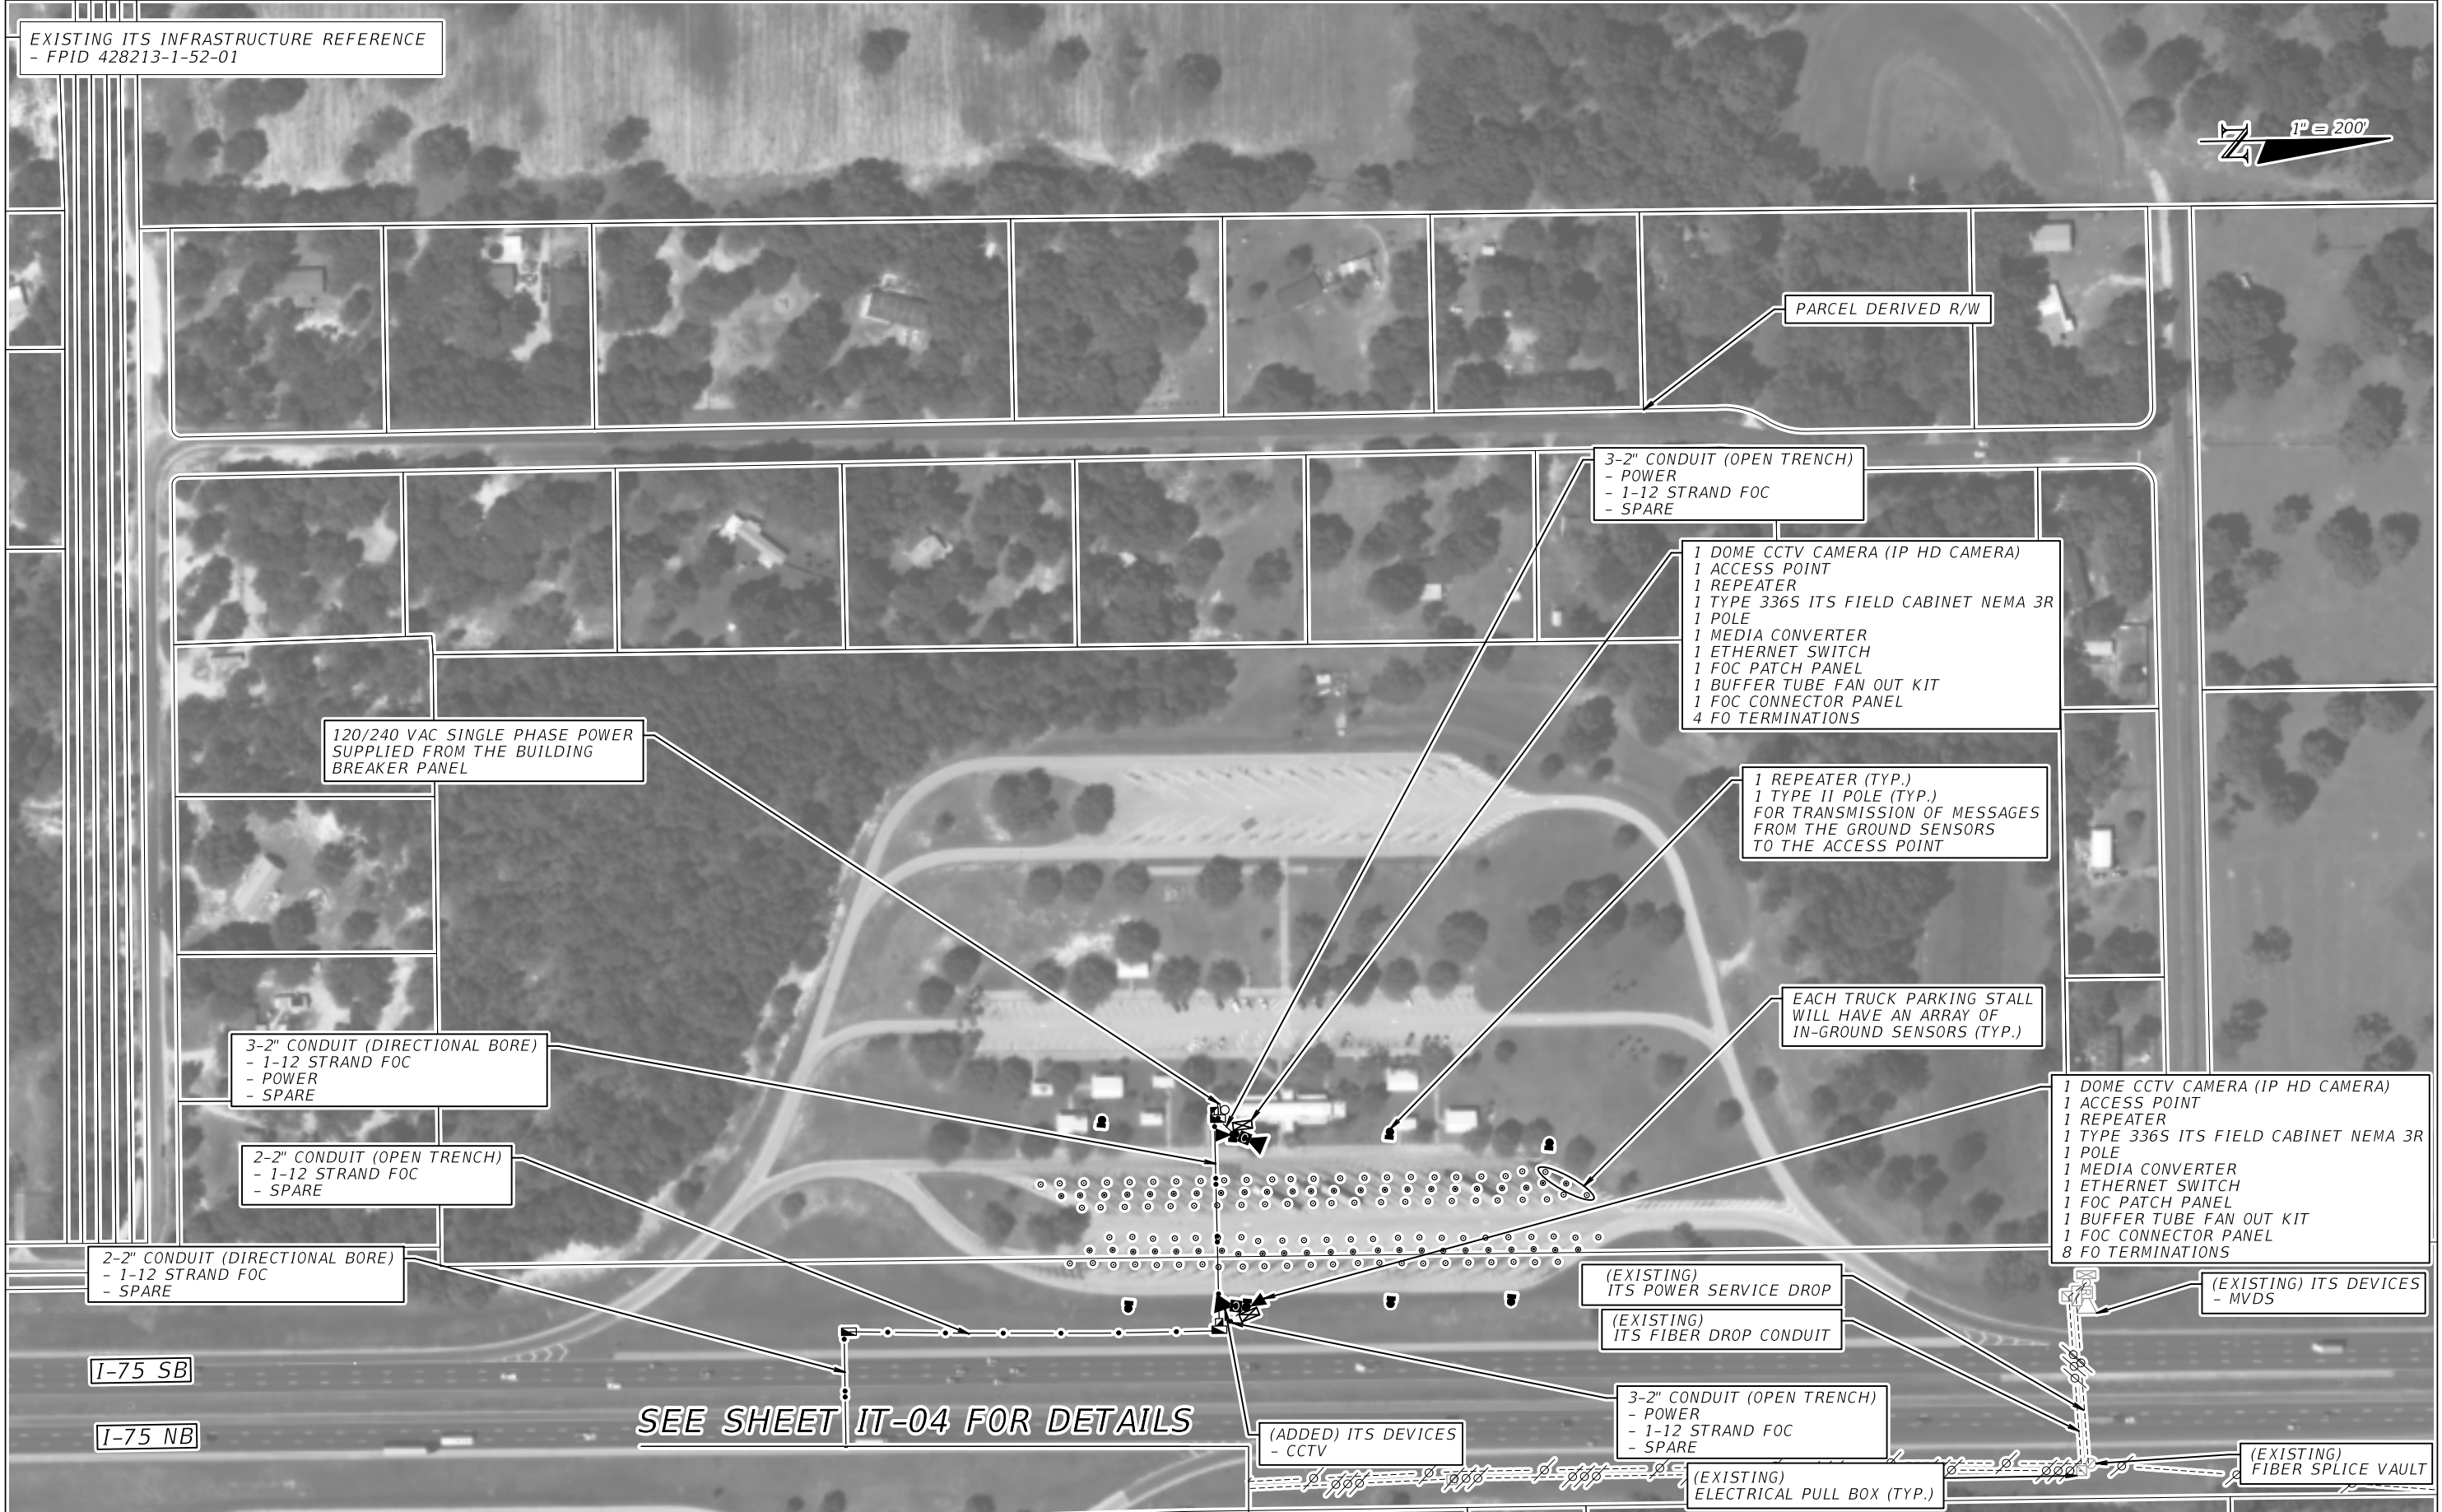 EXISTING ITS INFRASTRUCTURE REFERENCE
- FPID 428213-1-52-01
N
1" = 200'
PARCEL DERIVED R/W
3-2" CONDUIT (OPEN TRENCH)
- POWER
- 1-12 STRAND FOC
- SPARE
1 DOME CCTV CAMERA (IP HD CAMERA)
1 ACCESS POINT
1 REPEATER
1 TYPE 336S ITS FIELD CABINET NEMA 3R
1 POLE
1 MEDIA CONVERTER
1 ETHERNET SWITCH
1 FOC PATCH PANEL
1 BUFFER TUBE FAN OUT KIT
1 FOC CONNECTOR PANEL
4 FO TERMINATIONS
120/240 VAC SINGLE PHASE POWER
SUPPLIED FROM THE BUILDING
BREAKER PANEL
1 REPEATER (TYP.)
1 TYPE II POLE (TYP.)
FOR TRANSMISSION OF MESSAGES
FROM THE GROUND SENSORS
TO THE ACCESS POINT
EACH TRUCK PARKING STALL
WILL HAVE AN ARRAY OF
IN-GROUND SENSORS (TYP.)
3-2" CONDUIT (DIRECTIONAL BORE)
- 1-12 STRAND FOC
- POWER
- SPARE
1 DOME CCTV CAMERA (IP HD CAMERA)
1 ACCESS POINT
1 REPEATER
1 TYPE 336S ITS FIELD CABINET NEMA 3R
1 POLE
1 MEDIA CONVERTER
1 ETHERNET SWITCH
1 FOC PATCH PANEL
1 BUFFER TUBE FAN OUT KIT
1 FOC CONNECTOR PANEL
8 FO TERMINATIONS
2-2" CONDUIT (OPEN TRENCH)
- 1-12 STRAND FOC
- SPARE
2-2" CONDUIT (DIRECTIONAL BORE)
- 1-12 STRAND FOC
- SPARE
(EXISTING)
ITS POWER SERVICE DROP
(EXISTING) ITS DEVICES
- MVDS
(EXISTING)
ITS FIBER DROP CONDUIT
I-75 SB
3-2" CONDUIT (OPEN TRENCH)
- POWER
- 1-12 STRAND FOC
- SPARE
SEE SHEET IT-04 FOR DETAILS
I-75 NB
(ADDED) ITS DEVICES
- CCTV
(EXISTING)
FIBER SPLICE VAULT
(EXISTING)
ELECTRICAL PULL BOX (TYP.)